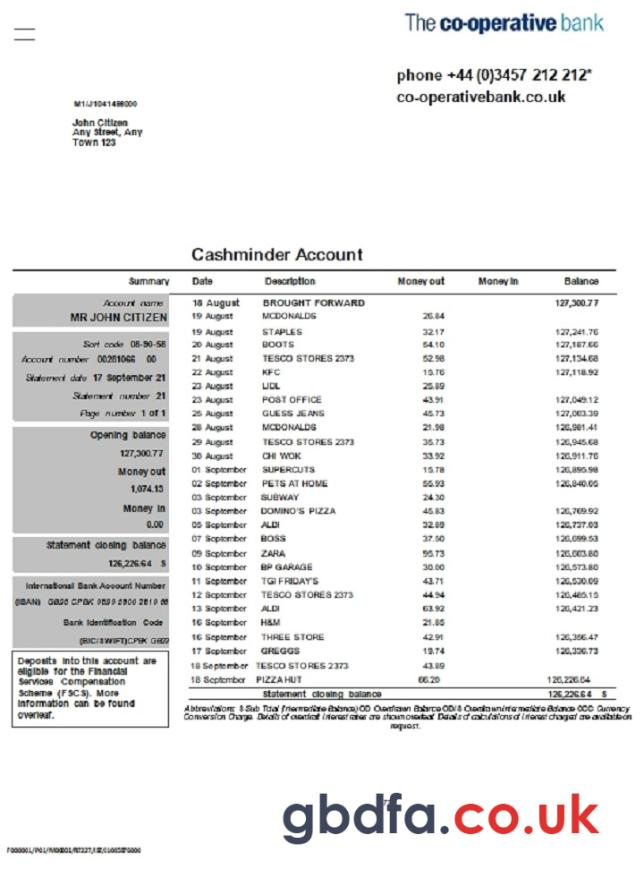 The co-operative bank
phone +44 (0)3457 212 212*
co-operativebank.co.uk
John Citizen
Any Street, Any
Town 123
Cashminder Account
Summary Date Description Money out Money in Balance
Account name
MR JOHN CITIZEN
Sort code 08-90-58
Account number 00281066 00
Statement date 17 September 21
Statement number 21
Page number 1 of 1
Opening balance
127,300.77
Money out
1,074.13
Money in
0.00
Statement closing balance
126,226.64 $
International Bank Account Number
(IBAN)
Bank Identification Code
(BIC/SWIFT)
Deposits into this account are
eligible for the Financial
Services Compensation
Scheme (FSCS). More
information can be found
overleaf.
18 August BROUGHT FORWARD 127,300.77
19 August MCDONALDS 26.84
19 August STAPLES 32.17 127,241.76
20 August BOOTS 54.10 127,187.66
21 August TESCO STORES 2373 52.98 127,134.68
22 August KFC 15.76 127,118.92
23 August LIDL 25.89
23 August POST OFFICE 43.91 127,049.12
25 August GUESS JEANS 45.73 127,003.39
28 August MCDONALDS 21.98 126,981.41
29 August TESCO STORES 2373 35.73 126,945.68
30 August CHI WOK 33.92 126,911.76
01 September SUPERCUTS 15.78 126,895.98
02 September PETS AT HOME 55.93 126,840.05
03 September SUBWAY 24.30
03 September DOMINO'S PIZZA 45.83 126,769.92
05 September ALDI 32.89 126,737.03
07 September BOSS 37.50 126,699.53
09 September ZARA 95.73 126,603.80
10 September BP GARAGE 30.00 126,573.80
11 September TGI FRIDAY'S 43.71 126,530.09
12 September TESCO STORES 2373 44.94 126,485.15
13 September ALDI 63.92 126,421.23
16 September H&M 21.85
16 September THREE STORE 42.91 126,356.47
17 September GREGGS 19.74 126,336.73
18 September TESCO STORES 2373 43.89
18 September PIZZA HUT 66.20 126,226.64
Statement closing balance 126,226.64 $
Abbreviations: $ Sub Total (Intermediate Balance) OD Overdrawn Balance OD/$ Overdrawn Intermediate Balance CCC Currency
Conversion Charge. Details of overdraft interest rates are shown overleaf. Details of calculations of interest charged are available on
request.
gbdfa.co.uk